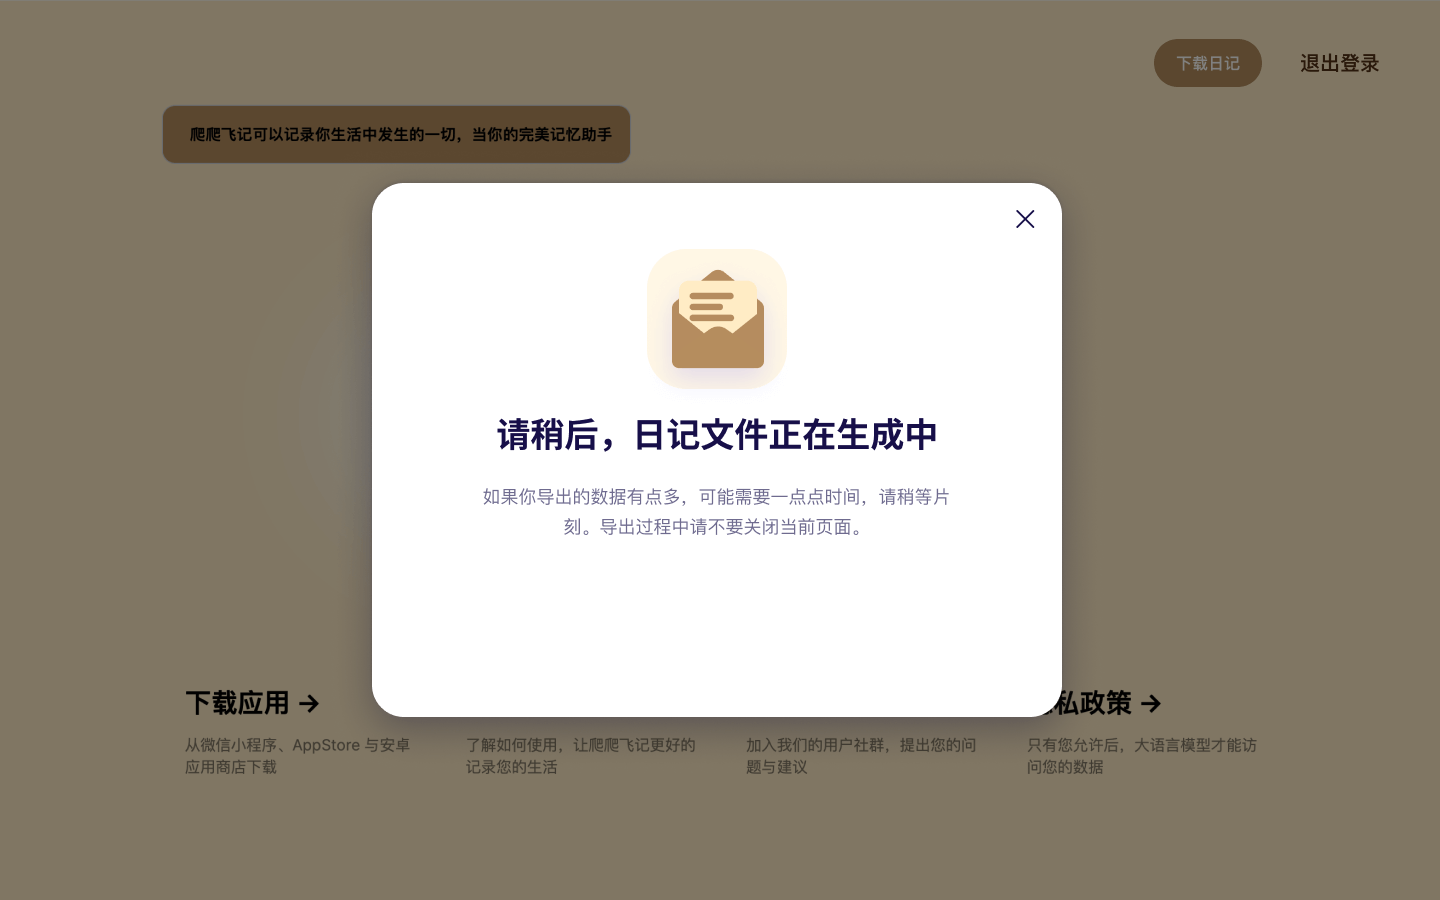 下载日记
退出登录
爬爬飞记可以记录你生活中发生的一切，当你的完美记忆助手
请稍后，日记文件正在生成中
如果你导出的数据有点多，可能需要一点点时间，请稍等片
刻。导出过程中请不要关闭当前页面。
下载应用 →
从微信小程序、AppStore 与安卓
应用商店下载
了解如何使用，让爬爬飞记更好的
记录您的生活
加入我们的用户社群，提出您的问
题与建议
私政策 →
只有您允许后，大语言模型才能访
问您的数据